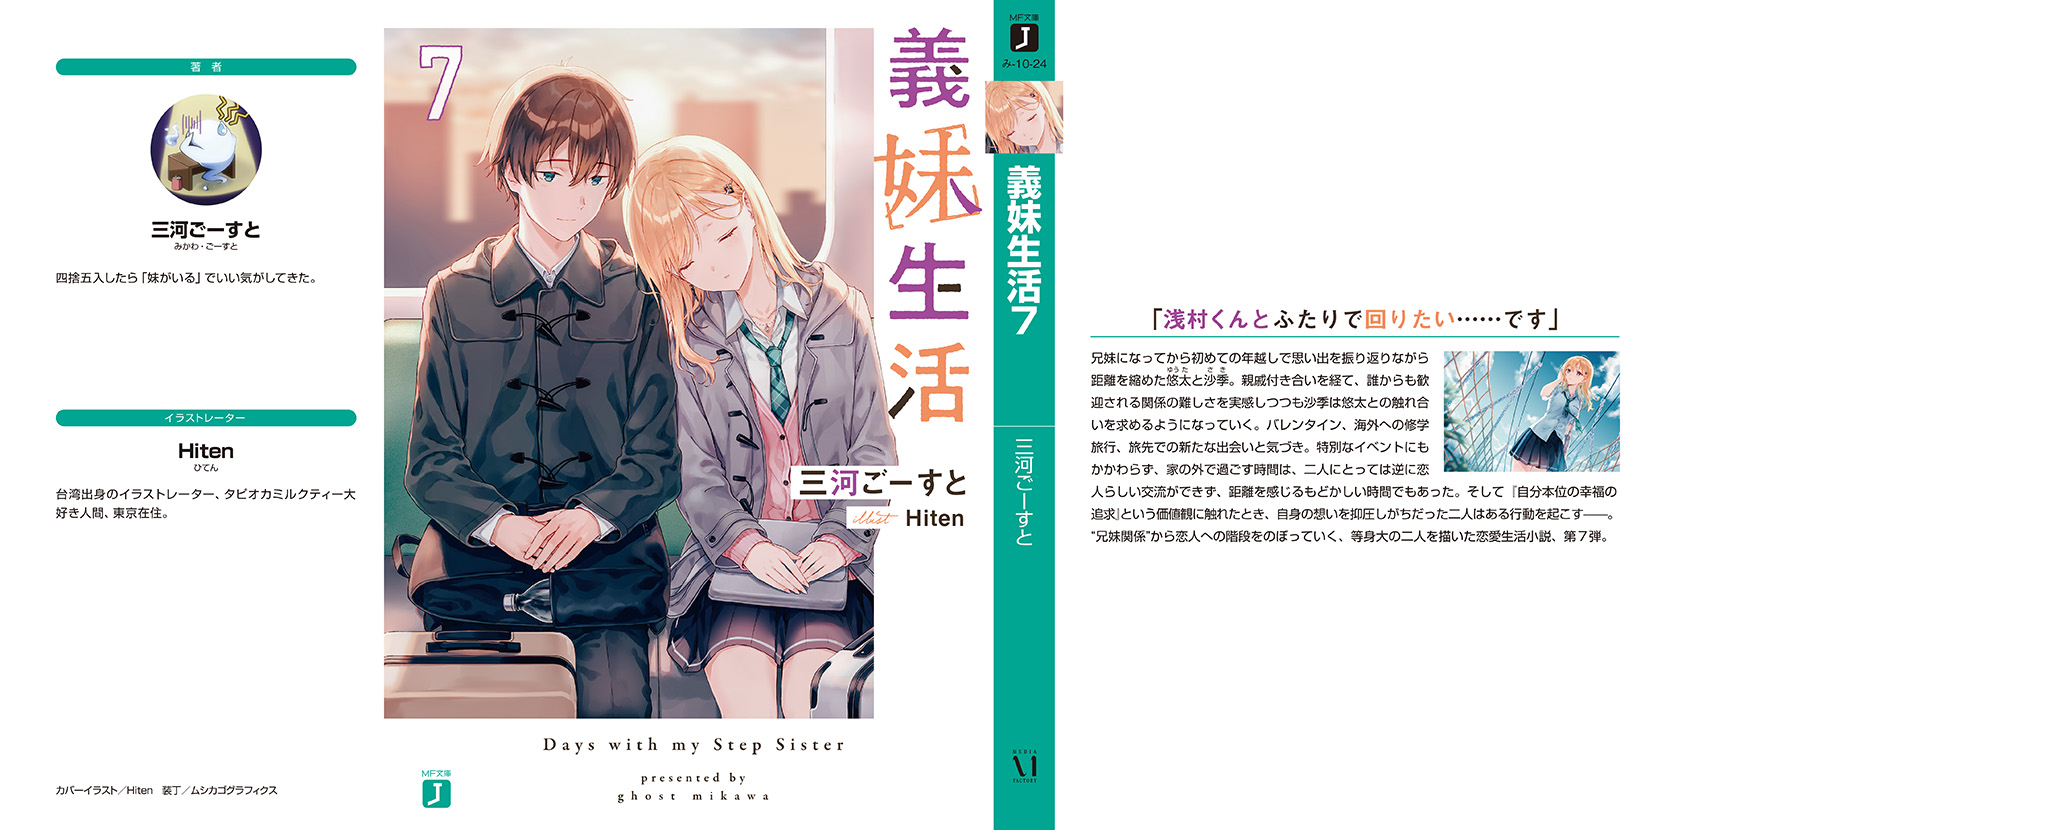 著 者
三河ごーすと
みかわ・ごーすと
四捨五入したら「妹がいる」でいい気がしてきた。
イラストレーター
Hiten
ひてん
台湾出身のイラストレーター、タピオカミルクティー大
好き人間、東京在住。
カバーイラスト／Hiten 装丁／ムシカゴグラフィクス
7
義妹生活
三河ごーすと
illust Hiten
Days with my Step Sister
presented by
ghost mikawa
MF文庫
J
MF文庫
J
み-10-24
義妹生活7
三河ごーすと
MEDIA
FACTORY
「浅村くんとふたりで回りたい……です」
兄妹になってから初めての年越しで思い出を振り返りながら
ゆうた さき
距離を縮めた悠太と沙季。親戚付き合いを経て、誰からも歓
迎される関係の難しさを実感しつつも沙季は悠太との触れ合
いを求めるようになっていく。バレンタイン、海外への修学
旅行、旅先での新たな出会いと気づき。特別なイベントにも
かかわらず、家の外で過ごす時間は、二人にとっては逆に恋
人らしい交流ができず、距離を感じるもどかしい時間でもあった。そして『自分本位の幸福の
追求』という価値観に触れたとき、自身の想いを抑圧しがちだった二人はある行動を起こす――。
“兄妹関係”から恋人への階段をのぼっていく、等身大の二人を描いた恋愛生活小説、第７弾。